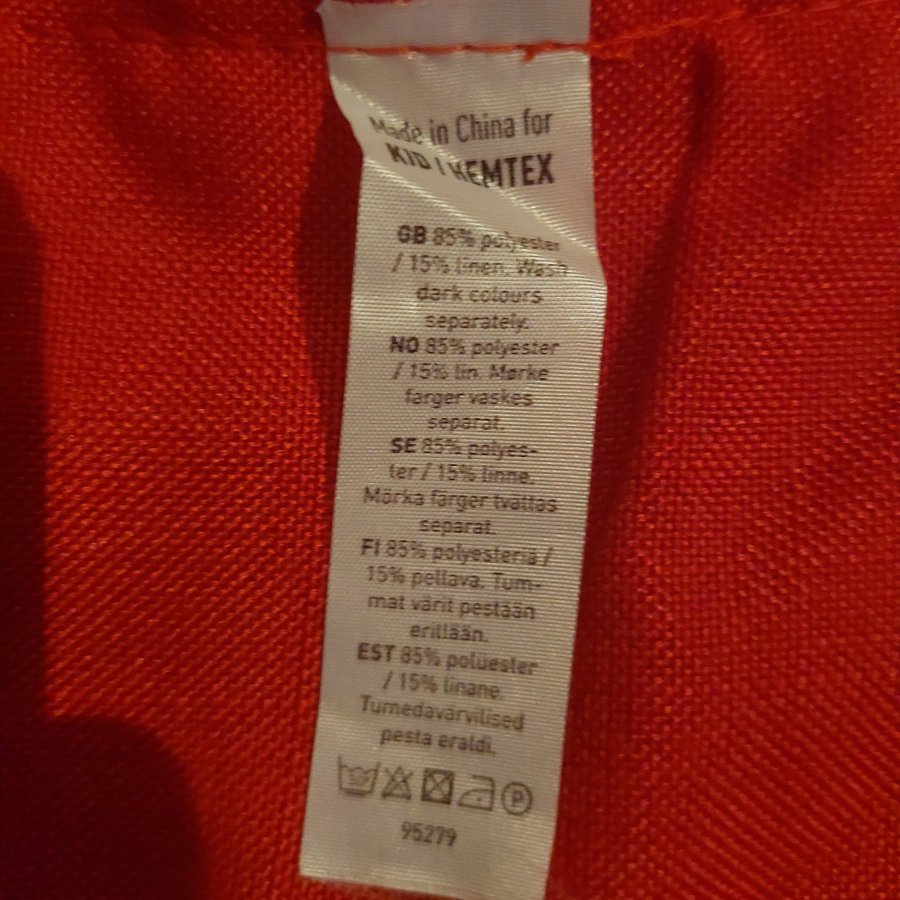 Made in China for
KID / HEMTEX
GB 85% polyester
/ 15% linen. Wash
dark colours
separately.
NO 85% polyester
/ 15% lin. Mørke
farger vaskes
separat.
SE 85% polyes-
ter / 15% linne.
Mörka färger tvättas
separat.
FI 85% polyesteriä /
15% pellava. Tum-
mat värit pestään
erillään.
EST 85% poluester
/ 15% linane.
Tumedavärvilised
pesta eraldi.
P
95279